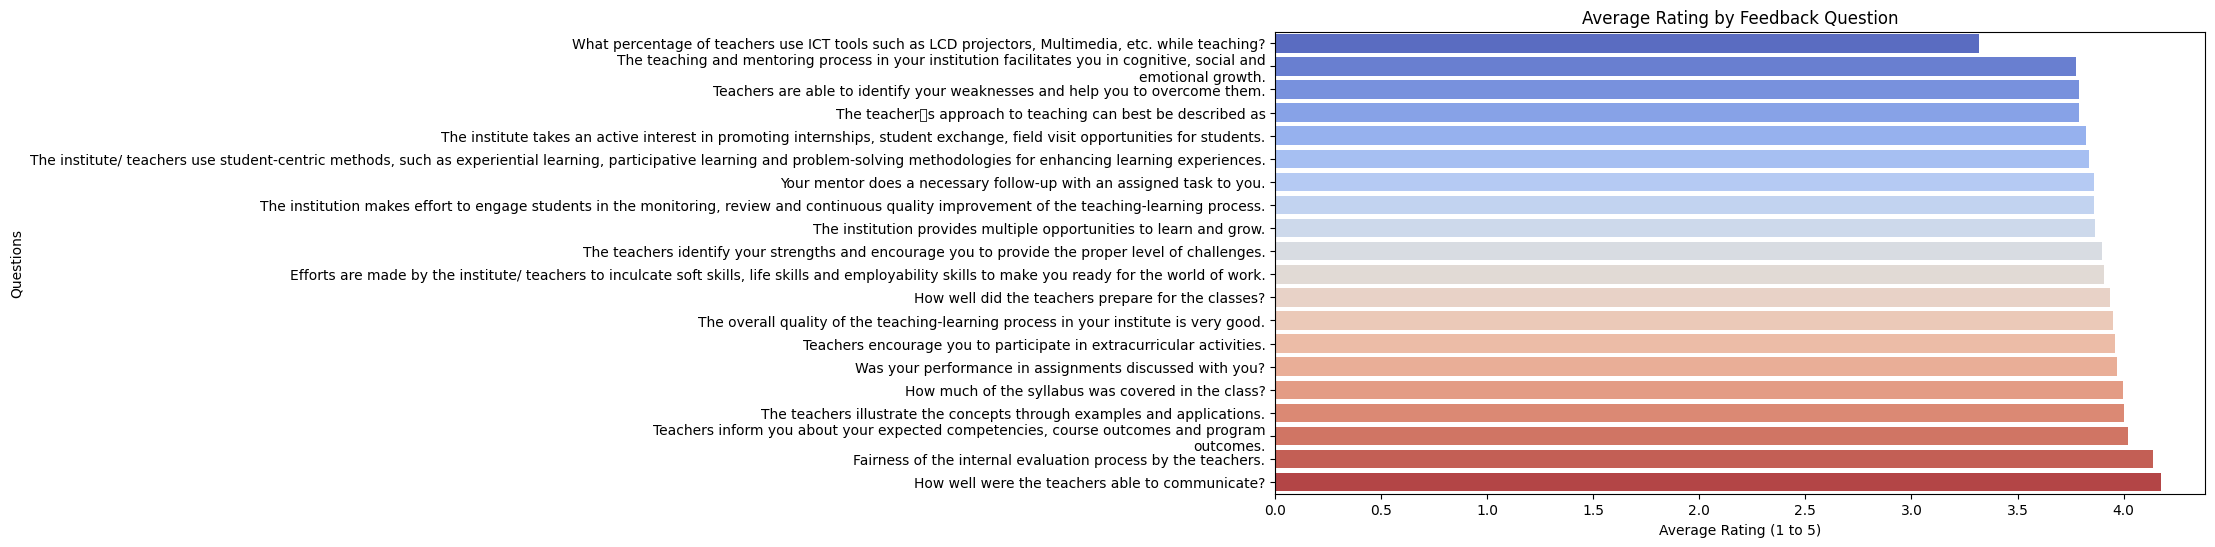 Average Rating by Feedback Question
What percentage of teachers use ICT tools such as LCD projectors, Multimedia, etc. while teaching?
The teaching and mentoring process in your institution facilitates you in cognitive, social and
emotional growth.
Teachers are able to identify your weaknesses and help you to overcome them.
The teacher▯s approach to teaching can best be described as
The institute takes an active interest in promoting internships, student exchange, field visit opportunities for students.
The institute/ teachers use student-centric methods, such as experiential learning, participative learning and problem-solving methodologies for enhancing learning experiences.
Your mentor does a necessary follow-up with an assigned task to you.
The institution makes effort to engage students in the monitoring, review and continuous quality improvement of the teaching-learning process.
The institution provides multiple opportunities to learn and grow.
The teachers identify your strengths and encourage you to provide the proper level of challenges.
Efforts are made by the institute/ teachers to inculcate soft skills, life skills and employability skills to make you ready for the world of work.
How well did the teachers prepare for the classes?
The overall quality of the teaching-learning process in your institute is very good.
Teachers encourage you to participate in extracurricular activities.
Was your performance in assignments discussed with you?
How much of the syllabus was covered in the class?
The teachers illustrate the concepts through examples and applications.
Teachers inform you about your expected competencies, course outcomes and program
outcomes.
Fairness of the internal evaluation process by the teachers.
How well were the teachers able to communicate?
Questions
0.0 0.5 1.0 1.5 2.0 2.5 3.0 3.5 4.0
Average Rating (1 to 5)